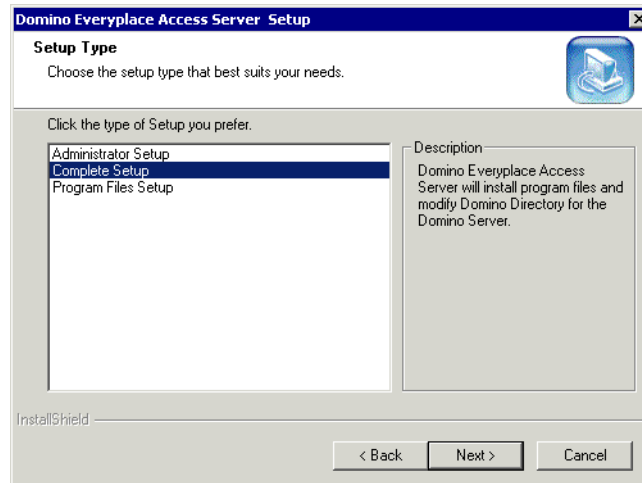 Domino Everyplace Access Server Setup
Setup Type
Choose the setup type that best suits your needs.
Click the type of Setup you prefer.
Administrator Setup
Complete Setup
Program Files Setup
Description
Domino Everyplace Access
Server will install program files and
modify Domino Directory for the
Domino Server.
InstallShield
< Back
Next >
Cancel